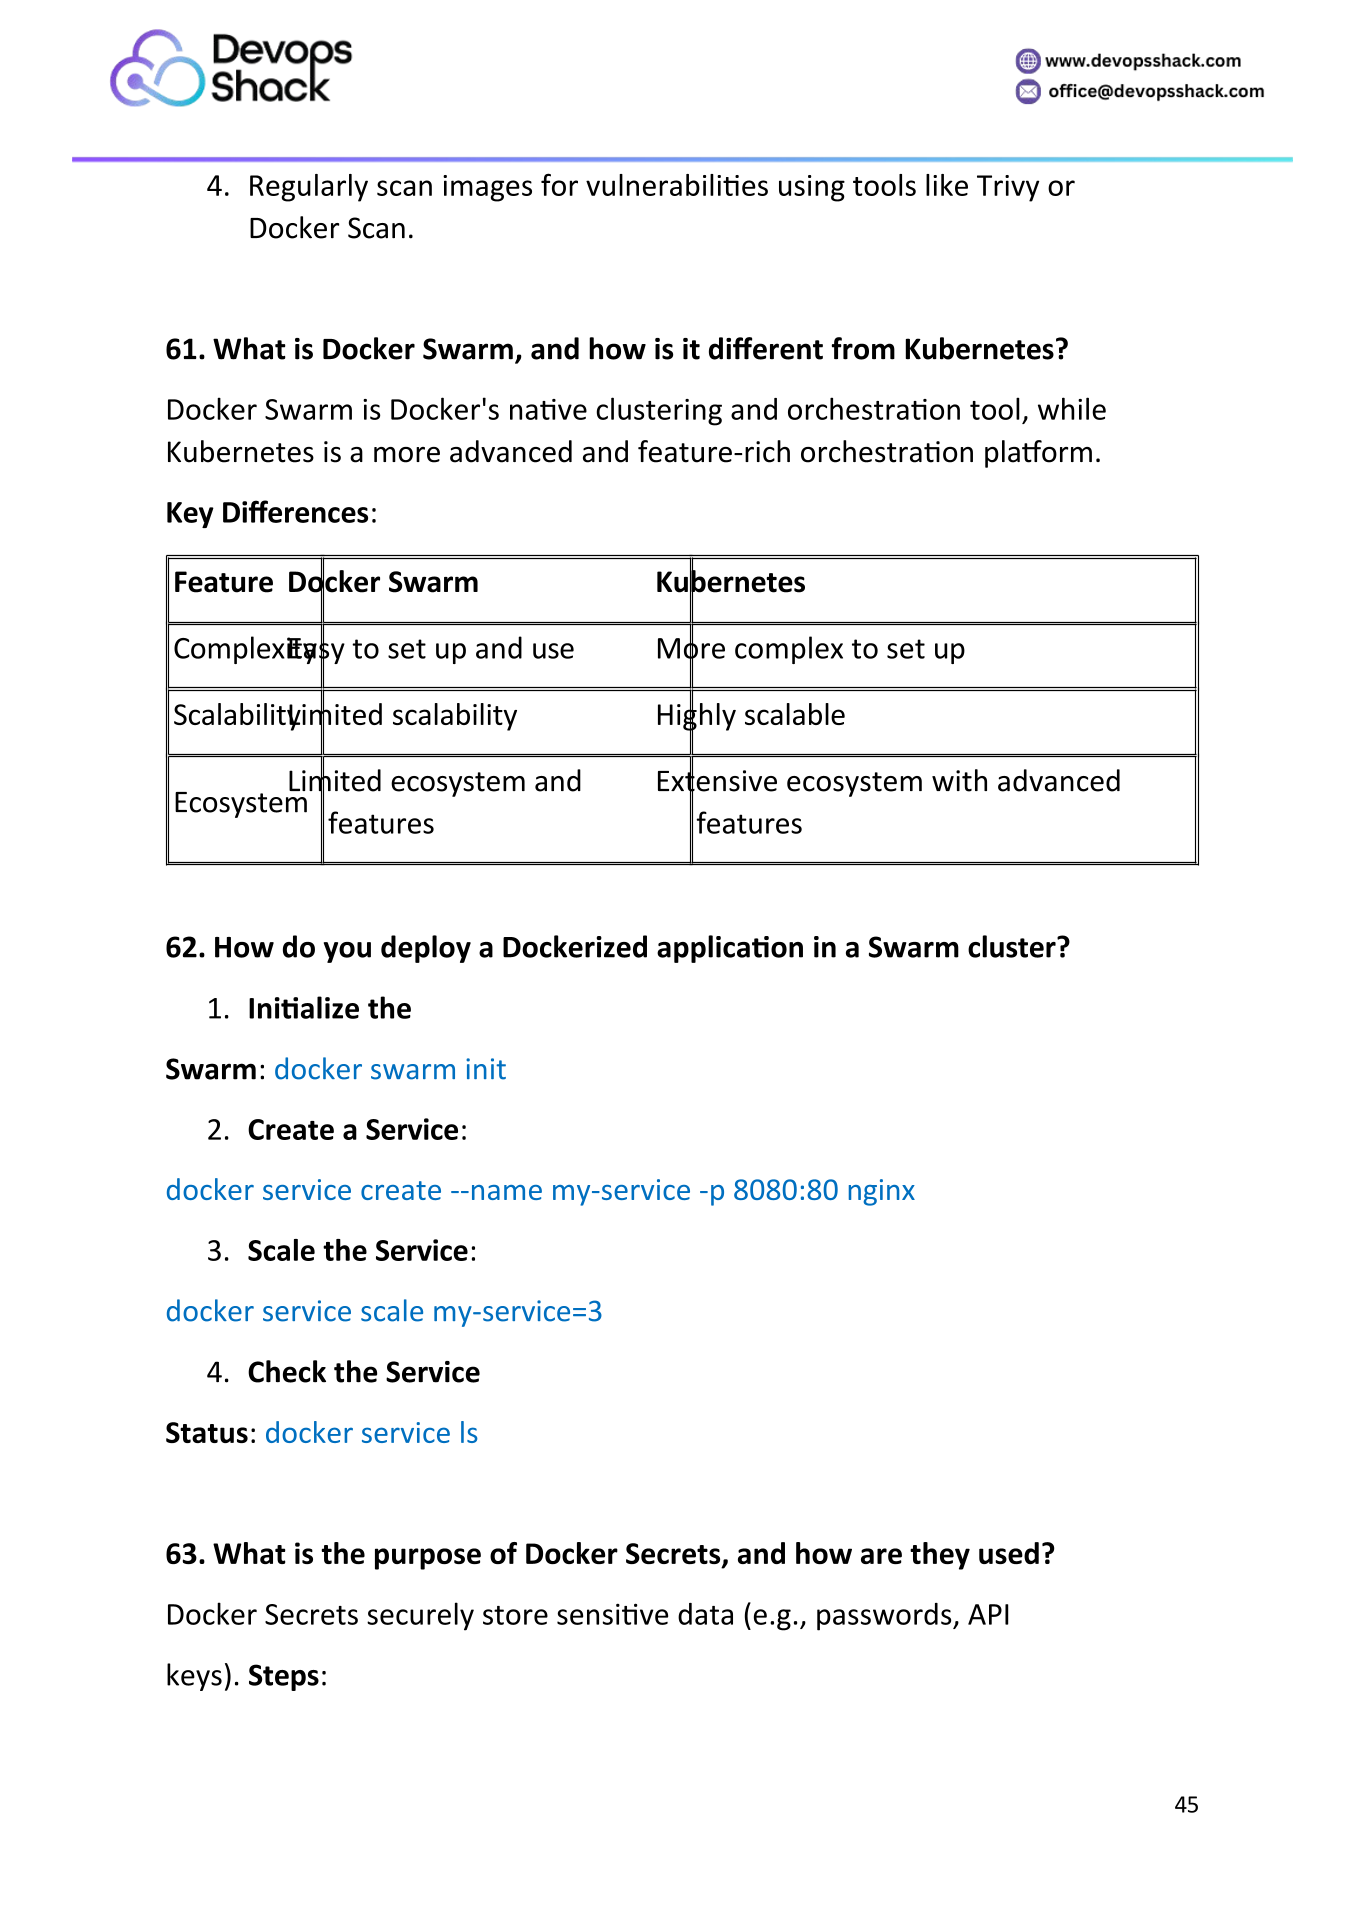 Devops
Shack
www.devopsshack.com
office@devopsshack.com
4. Regularly scan images for vulnerabilities using tools like Trivy or
Docker Scan.
61. What is Docker Swarm, and how is it different from Kubernetes?
Docker Swarm is Docker's native clustering and orchestration tool, while
Kubernetes is a more advanced and feature-rich orchestration platform.
Key Differences:
Feature Docker Swarm Kubernetes
Complexity Easy to set up and use More complex to set up
Scalability Limited scalability Highly scalable
Ecosystem Limited ecosystem and features Extensive ecosystem with advanced features
62. How do you deploy a Dockerized application in a Swarm cluster?
1. Initialize the
Swarm: docker swarm init
2. Create a Service:
docker service create --name my-service -p 8080:80 nginx
3. Scale the Service:
docker service scale my-service=3
4. Check the Service
Status: docker service ls
63. What is the purpose of Docker Secrets, and how are they used?
Docker Secrets securely store sensitive data (e.g., passwords, API
keys). Steps:
45